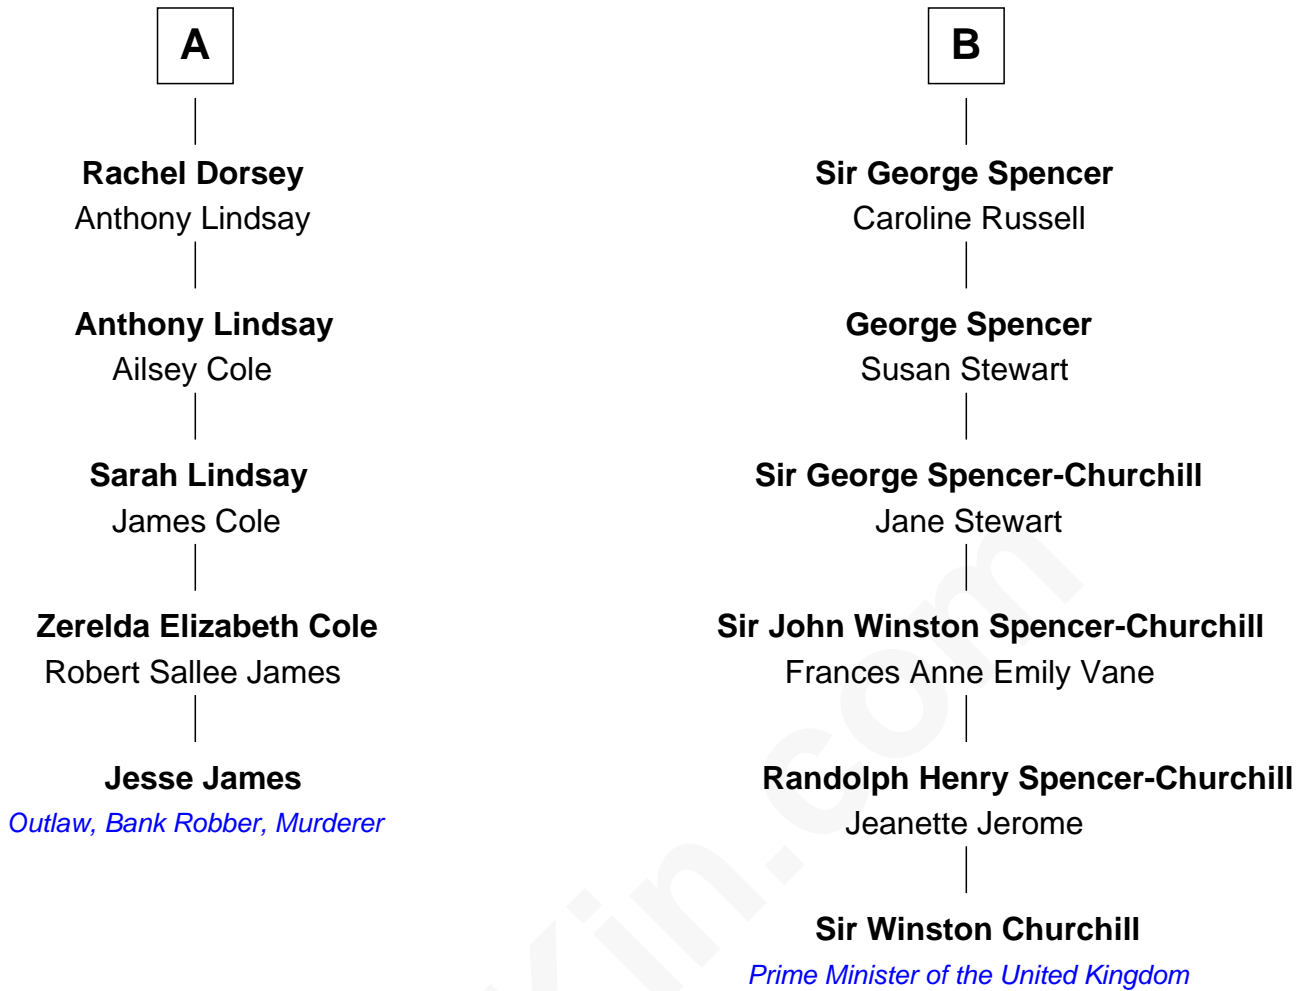 A
Rachel Dorsey
Anthony Lindsay
Anthony Lindsay
Ailsey Cole
Sarah Lindsay
James Cole
Zerelda Elizabeth Cole
Robert Sallee James
Jesse James
Outlaw, Bank Robber, Murderer
B
Sir George Spencer
Caroline Russell
George Spencer
Susan Stewart
Sir George Spencer-Churchill
Jane Stewart
Sir John Winston Spencer-Churchill
Frances Anne Emily Vane
Randolph Henry Spencer-Churchill
Jeanette Jerome
Sir Winston Churchill
Prime Minister of the United Kingdom
Kin.com